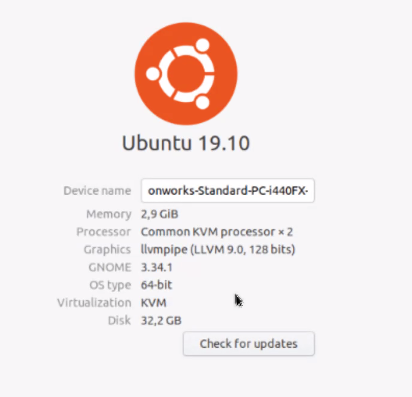 Ubuntu 19.10
Device name onworks-Standard-PC-i440FX-
Memory 2,9 GiB
Processor Common KVM processor × 2
Graphics llvmpipe (LLVM 9.0, 128 bits)
GNOME 3.34.1
OS type 64-bit
Virtualization KVM
Disk 32,2 GB
Check for updates